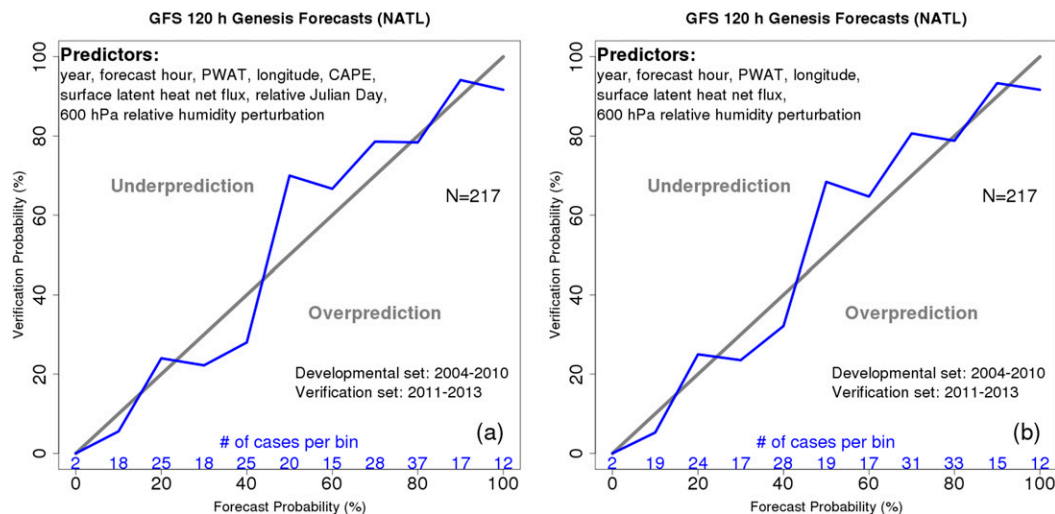 GFS 120 h Genesis Forecasts (NATL)
Predictors:
year, forecast hour, PWAT, longitude, CAPE,
surface latent heat net flux, relative Julian Day,
600 hPa relative humidity perturbation
Underprediction
N=217
Overprediction
Developmental set: 2004-2010
Verification set: 2011-2013
# of cases per bin
(a)
2 18 25 18 25 20 15 28 37 17 12
0 20 40 60 80 100
Forecast Probability (%)
Verification Probability (%)
100
80
60
40
20
0
GFS 120 h Genesis Forecasts (NATL)
Predictors:
year, forecast hour, PWAT, longitude,
surface latent heat net flux,
600 hPa relative humidity perturbation
Underprediction
N=217
Overprediction
Developmental set: 2004-2010
Verification set: 2011-2013
# of cases per bin
(b)
2 19 24 17 28 19 17 31 33 15 12
0 20 40 60 80 100
Forecast Probability (%)
Verification Probability (%)
100
80
60
40
20
0